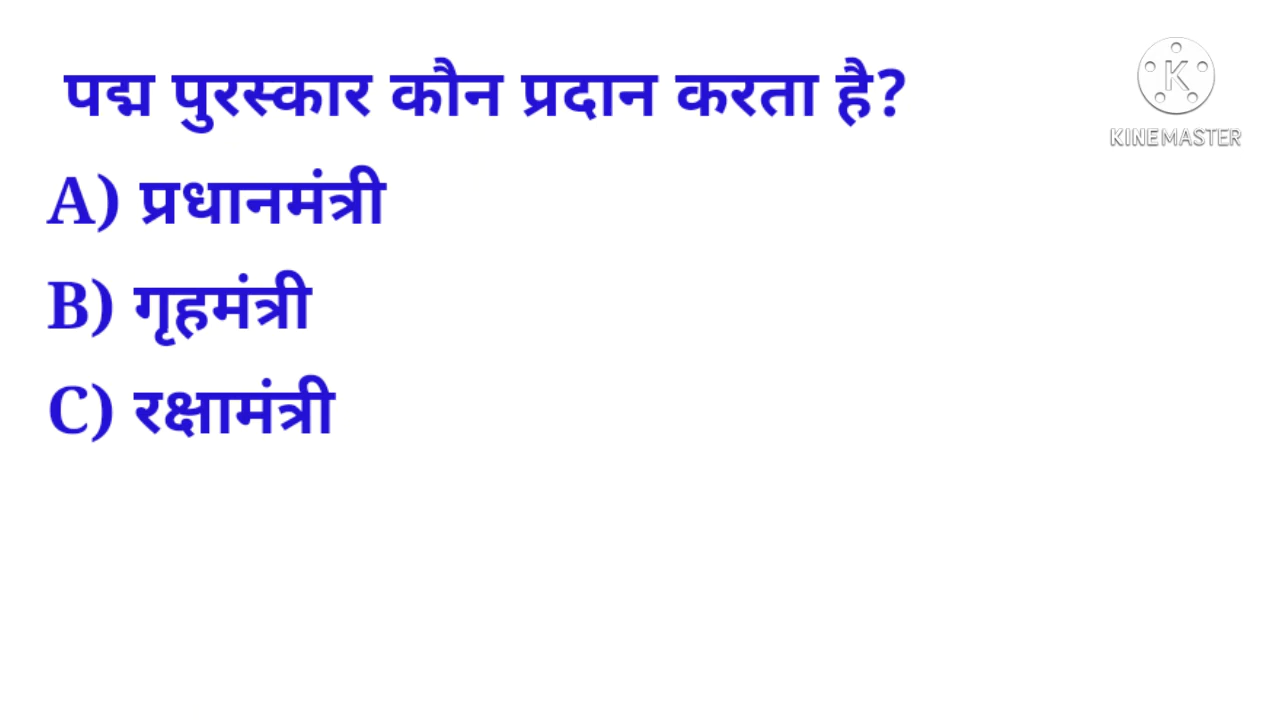 पद्म पुरस्कार कौन प्रदान करता है?
K
KINEMASTER
A) प्रधानमंत्री
B) गृहमंत्री
C) रक्षामंत्री